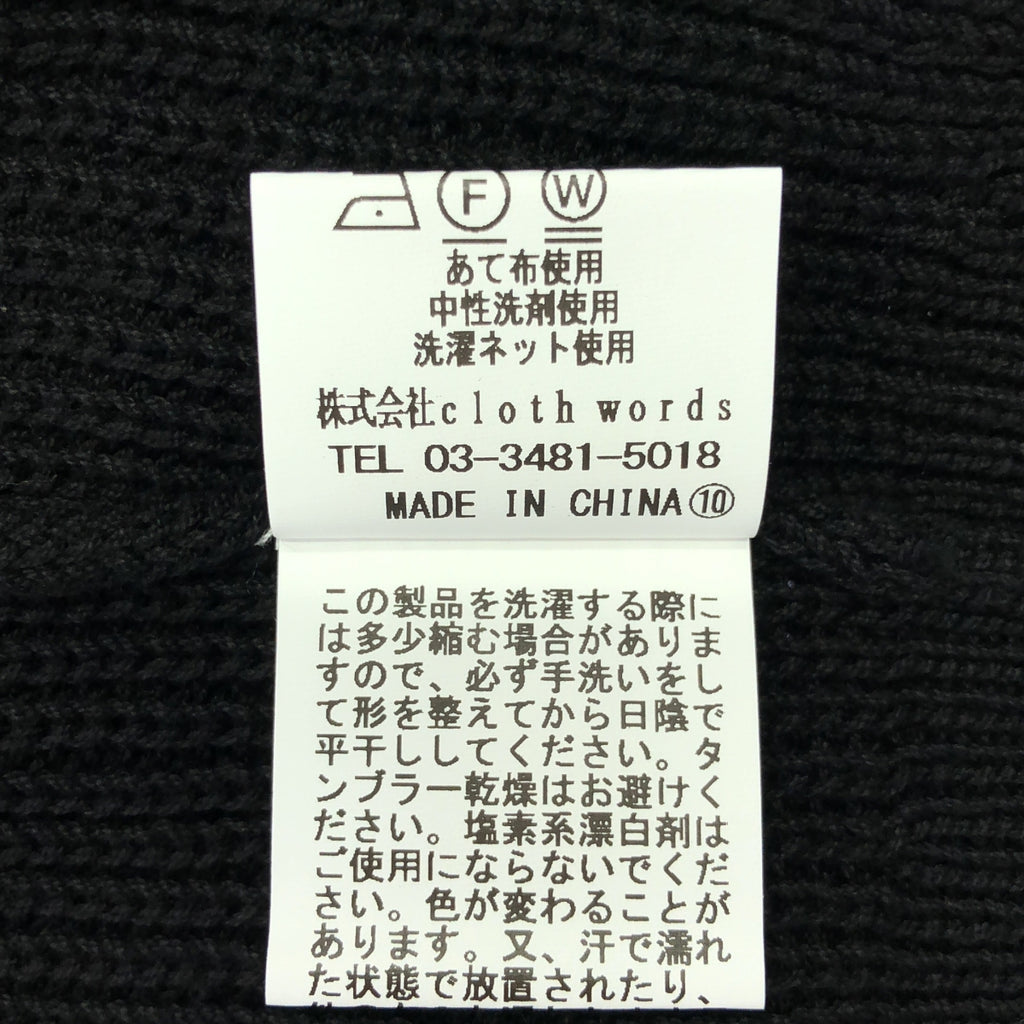 F W
あて布使用
中性洗剤使用
洗濯ネット使用
株式会社cloth words
TEL 03-3481-5018
MADE IN CHINA⑩
この製品を洗濯する際に
は多少縮む場合がありま
すので、必ず手洗いをし
て形を整えてから日陰で
平干ししてください。タ
ンブラー乾燥はお避けく
ださい。塩素系漂白剤は
ご使用にならないでくだ
さい。色が変わることが
あります。又、汗で濡れ
た状態で放置されたり、